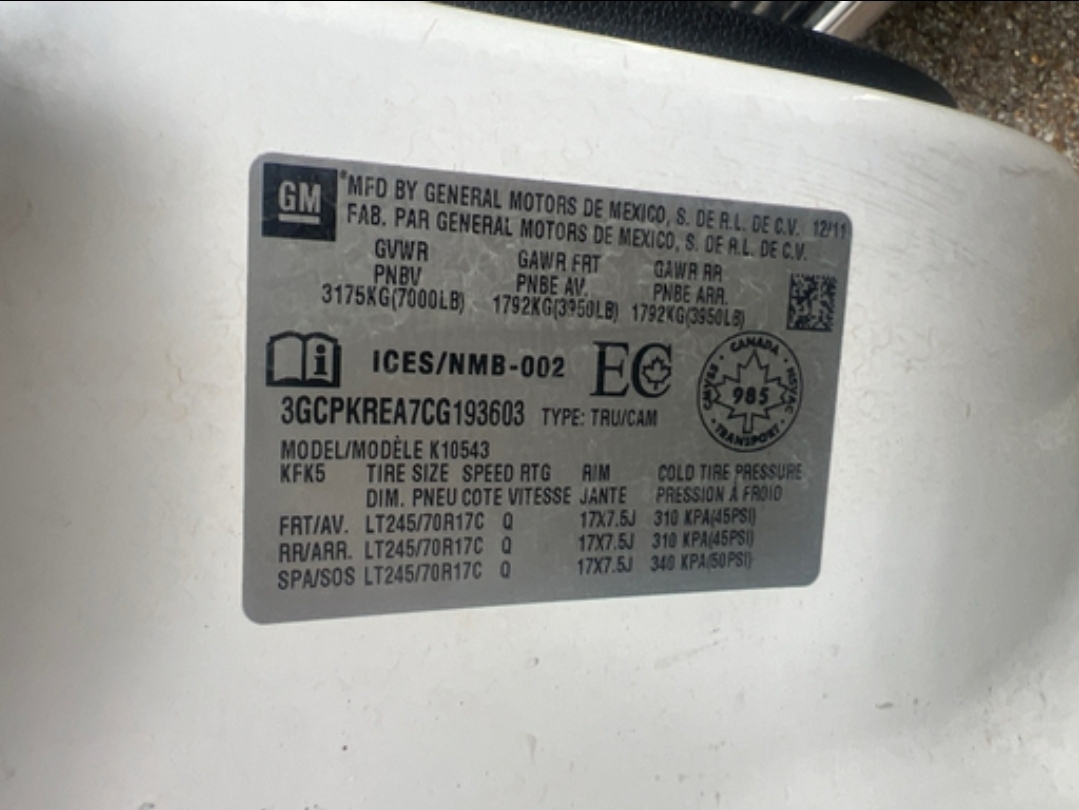 GM
*MFD BY GENERAL MOTORS DE MEXICO, S. DE R.L. DE C.V. 12/11
FAB. PAR GENERAL MOTORS DE MEXICO, S. DE R.L. DE C.V.
GVWR GAWR FRT GAWR RR
PNBV PNBE AV. PNBE ARR.
3175KG(7000LB) 1792KG(3950LB) 1792KG(3950LB)
ICES/NMB-002 EC
CANADA
CMVSS 985 NSVAC
TRANSPORT
3GCPKREA7CG193603 TYPE: TRU/CAM
MODEL/MODÈLE K10543
KFK5 TIRE SIZE SPEED RTG RIM COLD TIRE PRESSURE
DIM. PNEU COTE VITESSE JANTE PRESSION À FROID
FRT/AV. LT245/70R17C Q 17X7.5J 310 KPA(45PSI)
RR/ARR. LT245/70R17C Q 17X7.5J 310 KPA(45PSI)
SPA/SOS LT245/70R17C Q 17X7.5J 340 KPA(50PSI)